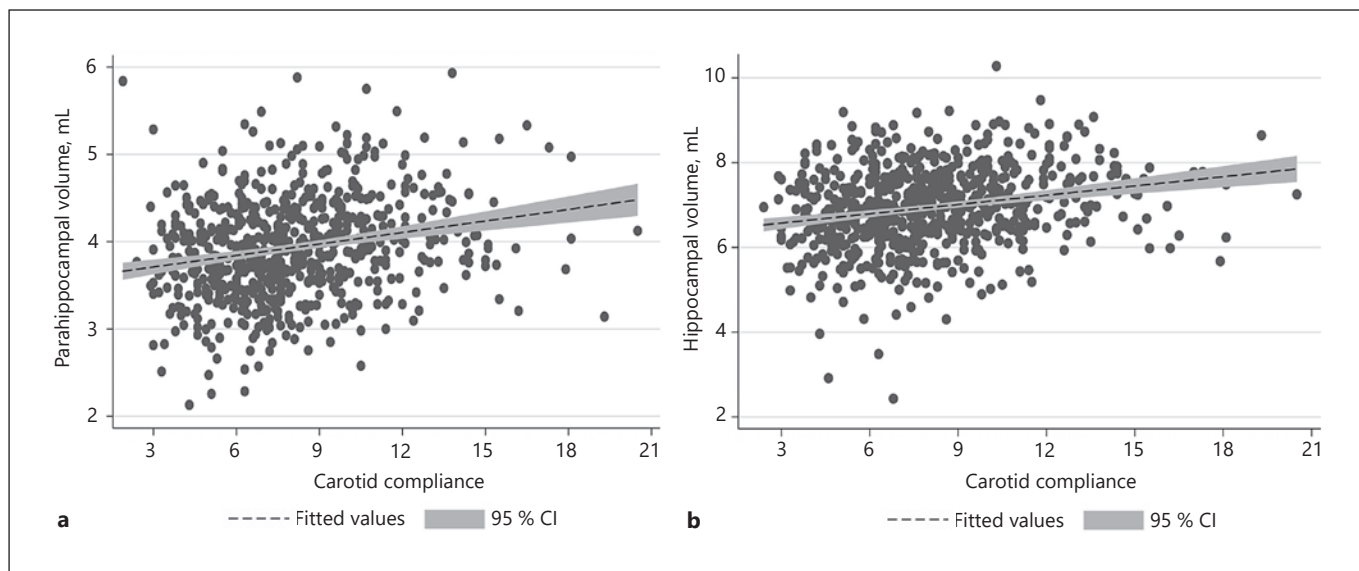 Parahippocampal volume, mL
6
5
4
3
2
3 6 9 12 15 18 21
Carotid compliance
a
Fitted values 95 % CI
Hippocampal volume, mL
10
8
6
4
2
3 6 9 12 15 18 21
Carotid compliance
b
Fitted values 95 % CI